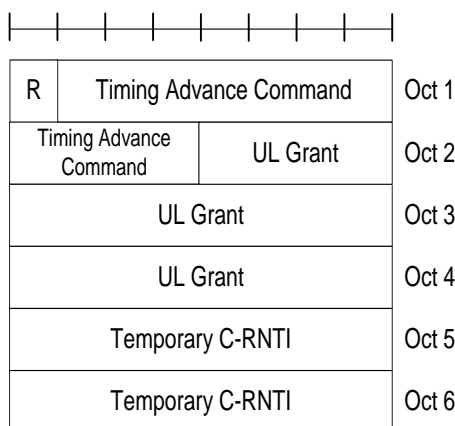 R Timing Advance Command Oct 1
Timing Advance
Command UL Grant Oct 2
UL Grant Oct 3
UL Grant Oct 4
Temporary C-RNTI Oct 5
Temporary C-RNTI Oct 6